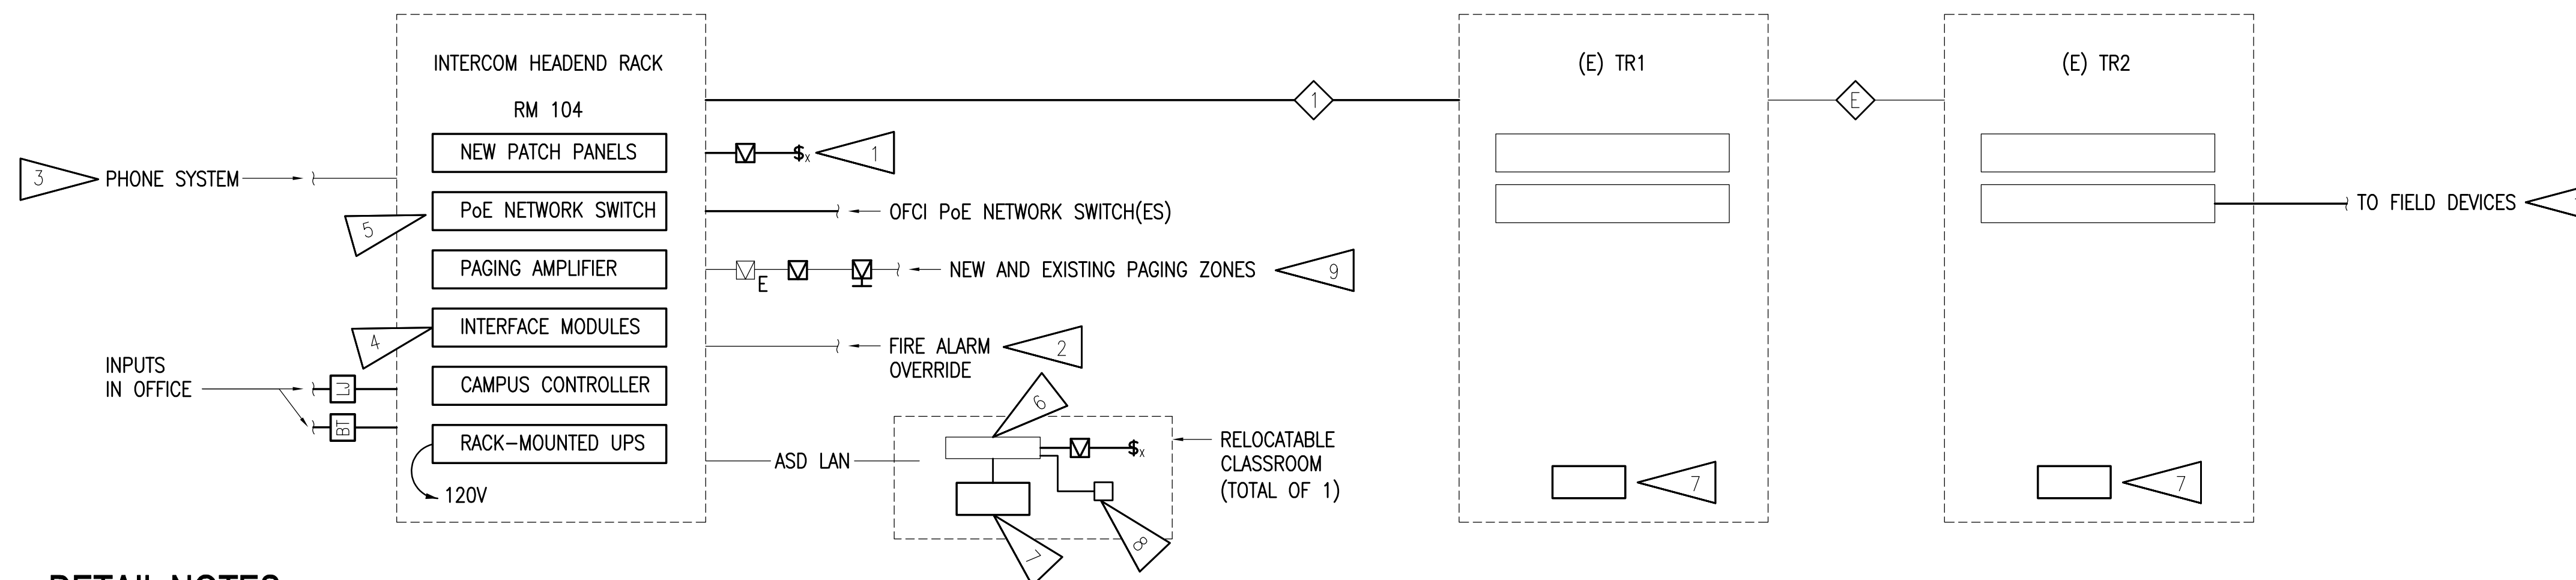 INTERCOM HEADEND RACK
RM 104
NEW PATCH PANELS
PoE NETWORK SWITCH
PAGING AMPLIFIER
INTERFACE MODULES
CAMPUS CONTROLLER
RACK-MOUNTED UPS
120V
3
PHONE SYSTEM
5
4
INPUTS
IN OFFICE
LJ
BT
1
V
$x
1
OFCI PoE NETWORK SWITCH(ES)
V
E
V
V
NEW AND EXISTING PAGING ZONES
9
FIRE ALARM
OVERRIDE
2
ASD LAN
6
V
$x
7
8
RELOCATABLE
CLASSROOM
(TOTAL OF 1)
(E) TR1
7
E
(E) TR2
7
TO FIELD DEVICES
DETAIL NOTES